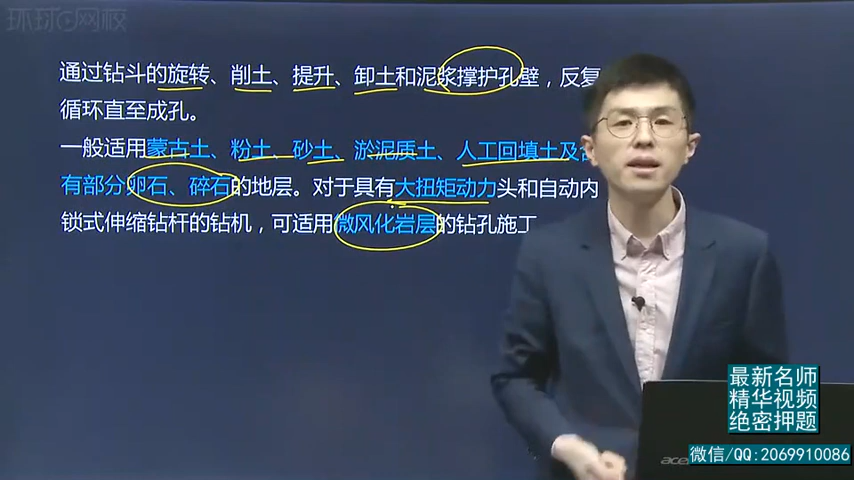 环球网校
通过钻斗的旋转、削土、提升、卸土和泥浆撑护孔壁，反复
循环直至成孔。
一般适用蒙古土、粉土、砂土、淤泥质土、人工回填土及含
有部分卵石、碎石的地层。对于具有大扭矩动力头和自动内
锁式伸缩钻杆的钻机，可适用微风化岩层的钻孔施工
最新名师
精华视频
绝密押题
微信/QQ:2069910086
acer